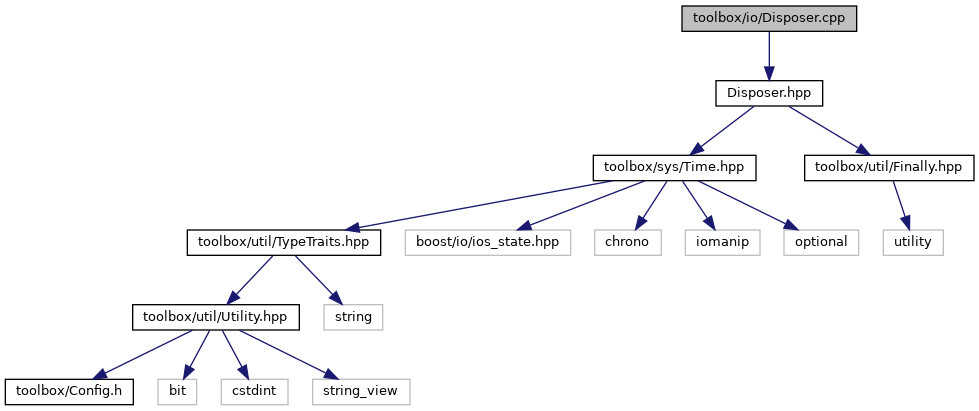 toolbox/io/Disposer.cpp
Disposer.hpp
toolbox/sys/Time.hpp
toolbox/util/Finally.hpp
toolbox/util/TypeTraits.hpp
boost/io/ios_state.hpp
chrono
iomanip
optional
utility
toolbox/util/Utility.hpp
string
toolbox/Config.h
bit
cstdint
string_view